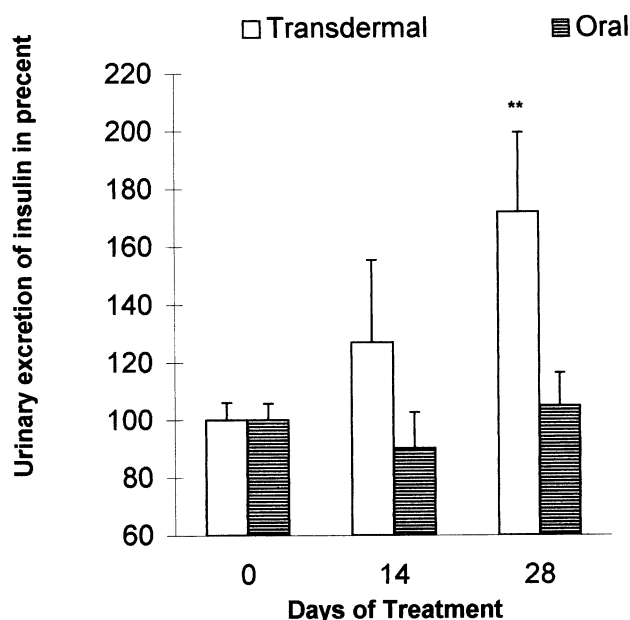 Transdermal Oral
Urinary excretion of insulin in precent
220
200
180
160
140
120
100
80
60
**
0 14 28
Days of Treatment